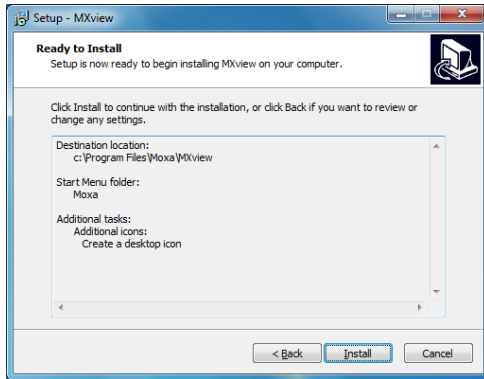 Setup - MXview
Ready to Install
Setup is now ready to begin installing MXview on your computer.
Click Install to continue with the installation, or click Back if you want to review or
change any settings.
Destination location:
c:\Program Files\Moxa\MXview
Start Menu folder:
Moxa
Additional tasks:
Additional icons:
Create a desktop icon
< Back
Install
Cancel